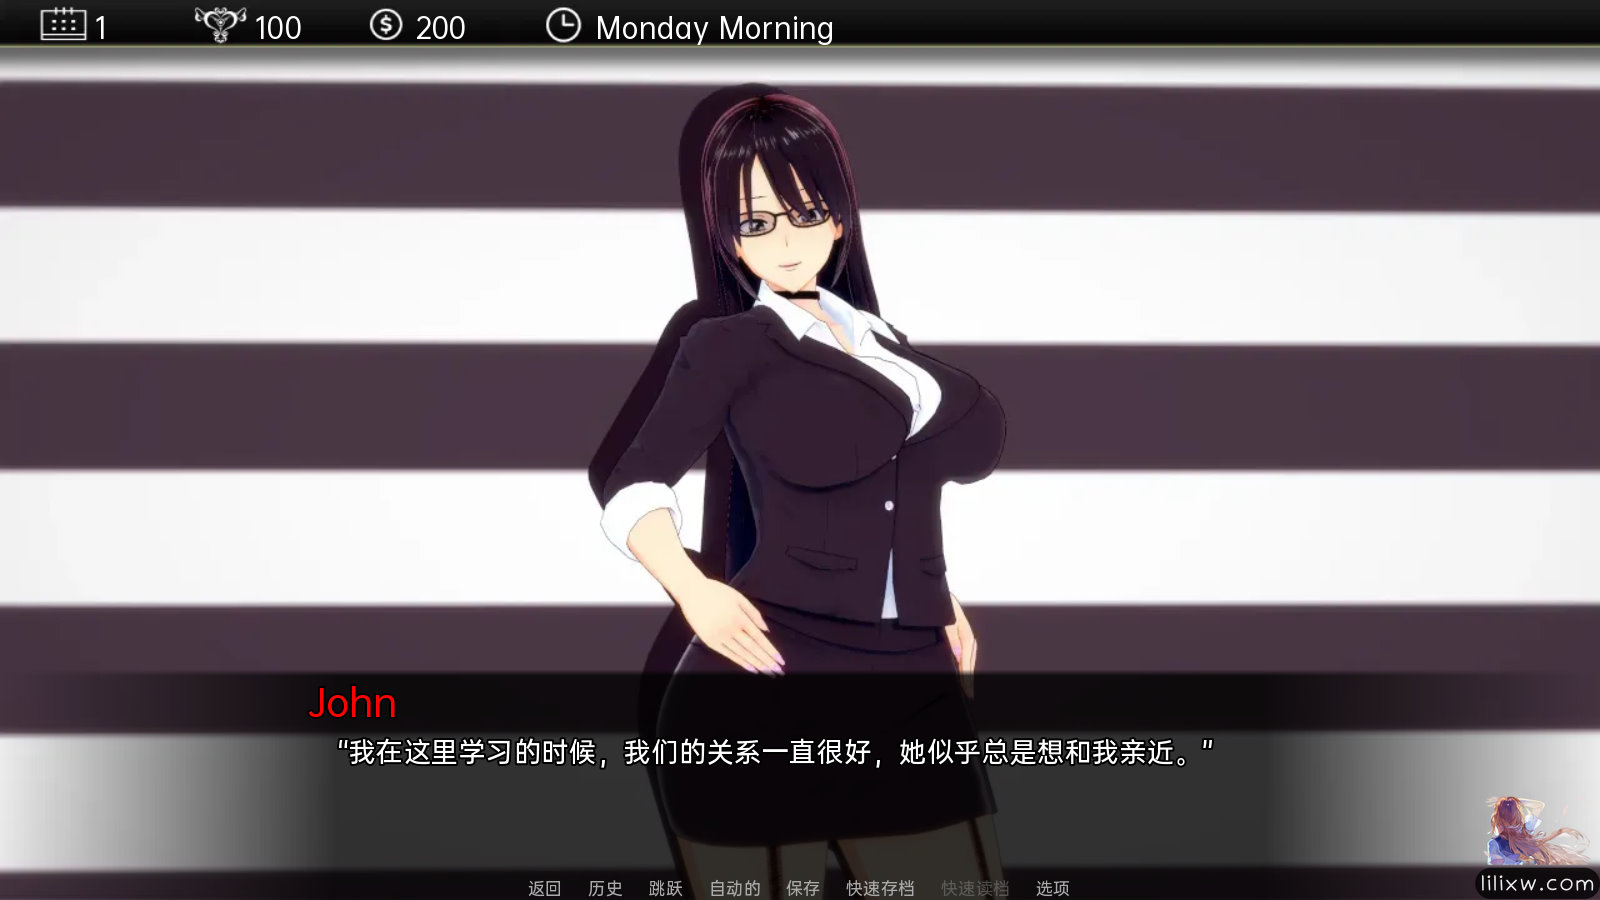 1 100 200 Monday Morning
John
“我在这里学习的时候，我们的关系一直很好，她似乎总是想和我亲近。”
返回 历史 跳跃 自动的 保存 快速存档 快速读档 选项
lilixw.com